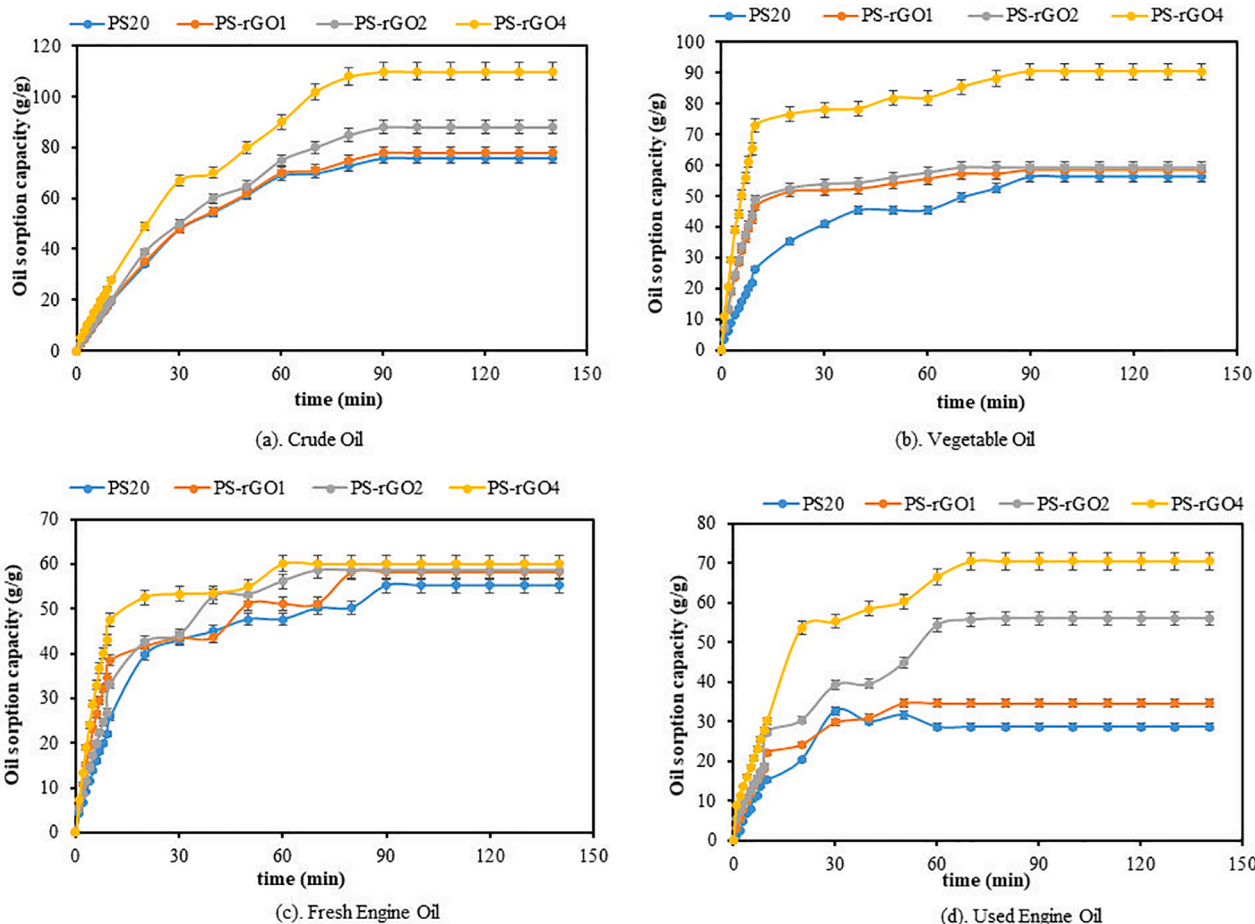 PS20 PS-rGO1 PS-rGO2 PS-rGO4
Oil sorption capacity (g/g)
120
100
80
60
40
20
0
0 30 60 90 120 150
time (min)
(a). Crude Oil
PS20 PS-rGO1 PS-rGO2 PS-rGO4
Oil sorption capacity (g/g)
100
90
80
70
60
50
40
30
20
10
0
0 30 60 90 120 150
time (min)
(b). Vegetable Oil
PS20 PS-rGO1 PS-rGO2 PS-rGO4
Oil sorption capacity (g/g)
70
60
50
40
30
20
10
0
0 30 60 90 120 150
time (min)
(c). Fresh Engine Oil
PS20 PS-rGO1 PS-rGO2 PS-rGO4
Oil sorption capacity (g/g)
80
70
60
50
40
30
20
10
0
0 30 60 90 120 150
time (min)
(d). Used Engine Oil